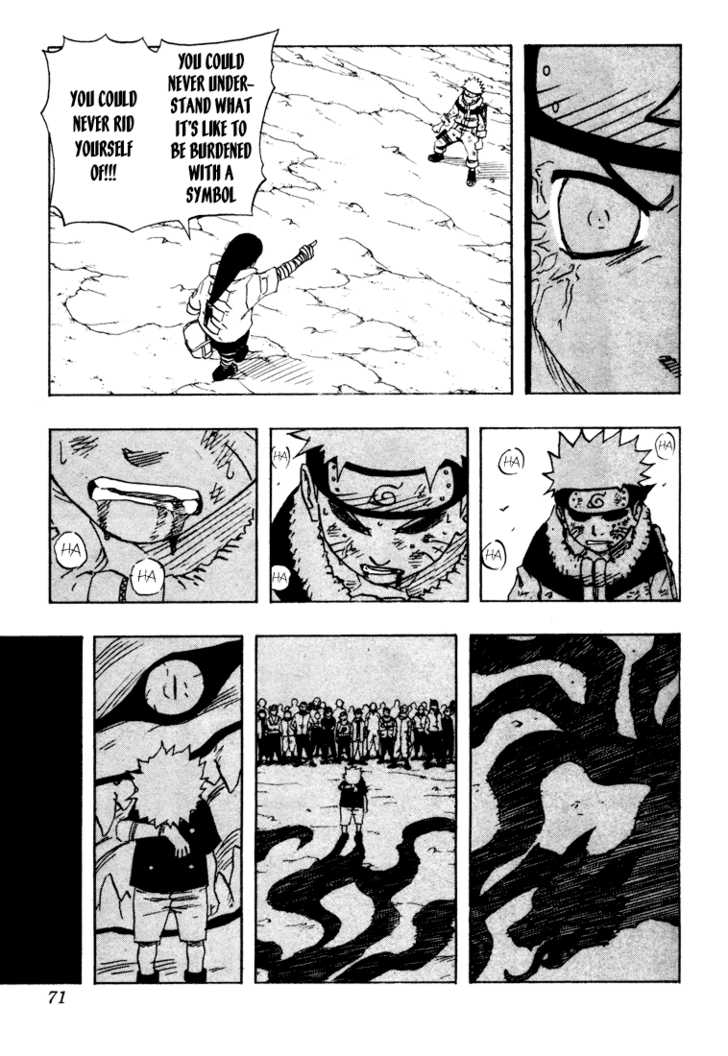 YOU COULD
NEVER UNDER-
STAND WHAT
IT'S LIKE TO
BE BURDENED
WITH A
SYMBOL
YOU COULD
NEVER RID
YOURSELF
OF!!!
HA
HA
HA
HA
HA
HA
HA
71